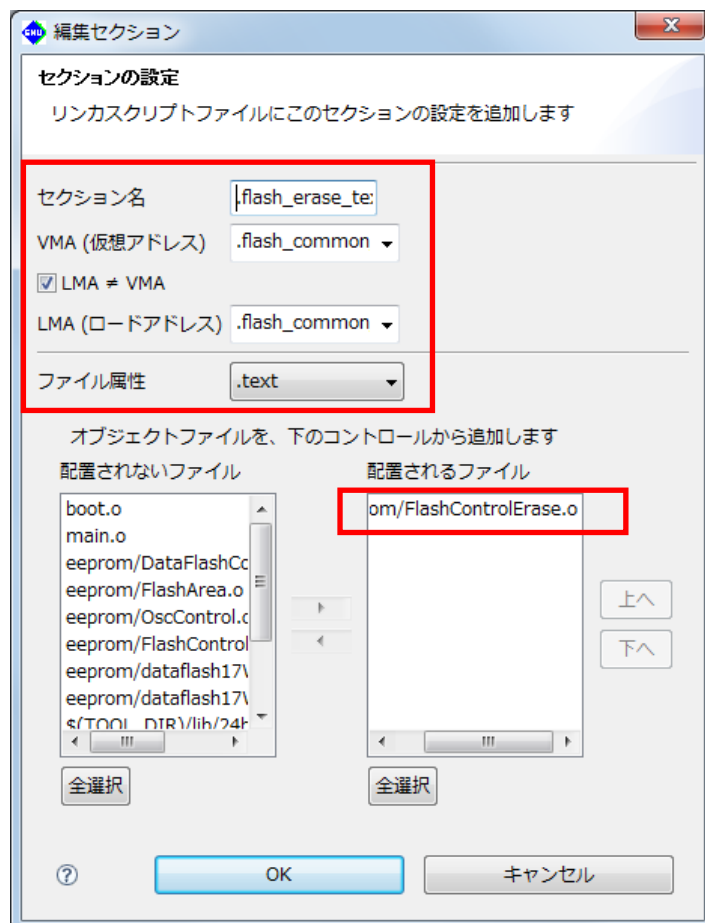 GNU 編集セクション
セクションの設定
リンカスクリプトファイルにこのセクションの設定を追加します
セクション名 .flash_erase_te
VMA (仮想アドレス) .flash_common
LMA ≠ VMA
LMA (ロードアドレス) .flash_common
ファイル属性 .text
オブジェクトファイルを、下のコントロールから追加します
配置されないファイル 配置されるファイル
boot.o
main.o
eeprom/DataFlashCc
eeprom/FlashArea.o
eeprom/OscControl.c
eeprom/FlashControl
eeprom/dataflash17\
eeprom/dataflash17\
$(TOOL_DIR)/lib/24b
om/FlashControlErase.o
上へ
下へ
全選択 全選択
OK キャンセル